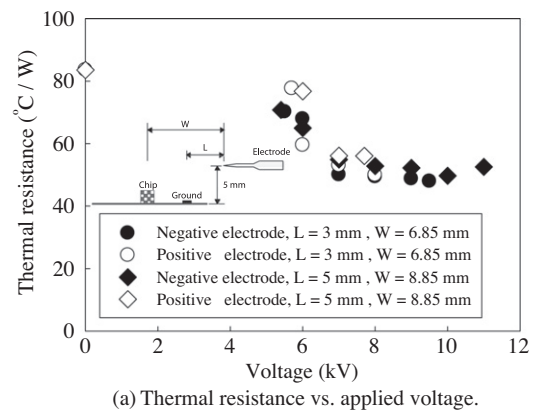 100
80
60
40
20
0
Thermal resistance (°C / W)
W
L
Electrode
5 mm
Chip
Ground
Negative electrode, L = 3 mm , W = 6.85 mm
Positive electrode, L = 3 mm , W = 6.85 mm
Negative electrode, L = 5 mm , W = 8.85 mm
Positive electrode, L = 5 mm , W = 8.85 mm
0 2 4 6 8 10 12
Voltage (kV)
(a) Thermal resistance vs. applied voltage.